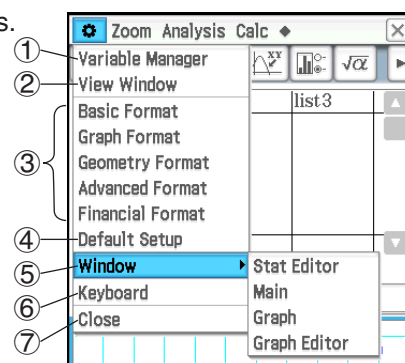 s.
Zoom Analysis Calc
① Variable Manager
② View Window
Basic Format
Graph Format
③ Geometry Format
Advanced Format
Financial Format
④ Default Setup
⑤ Window
⑥ Keyboard
⑦ Close
Stat Editor
Main
Graph
Graph Editor
XY
√α
list3